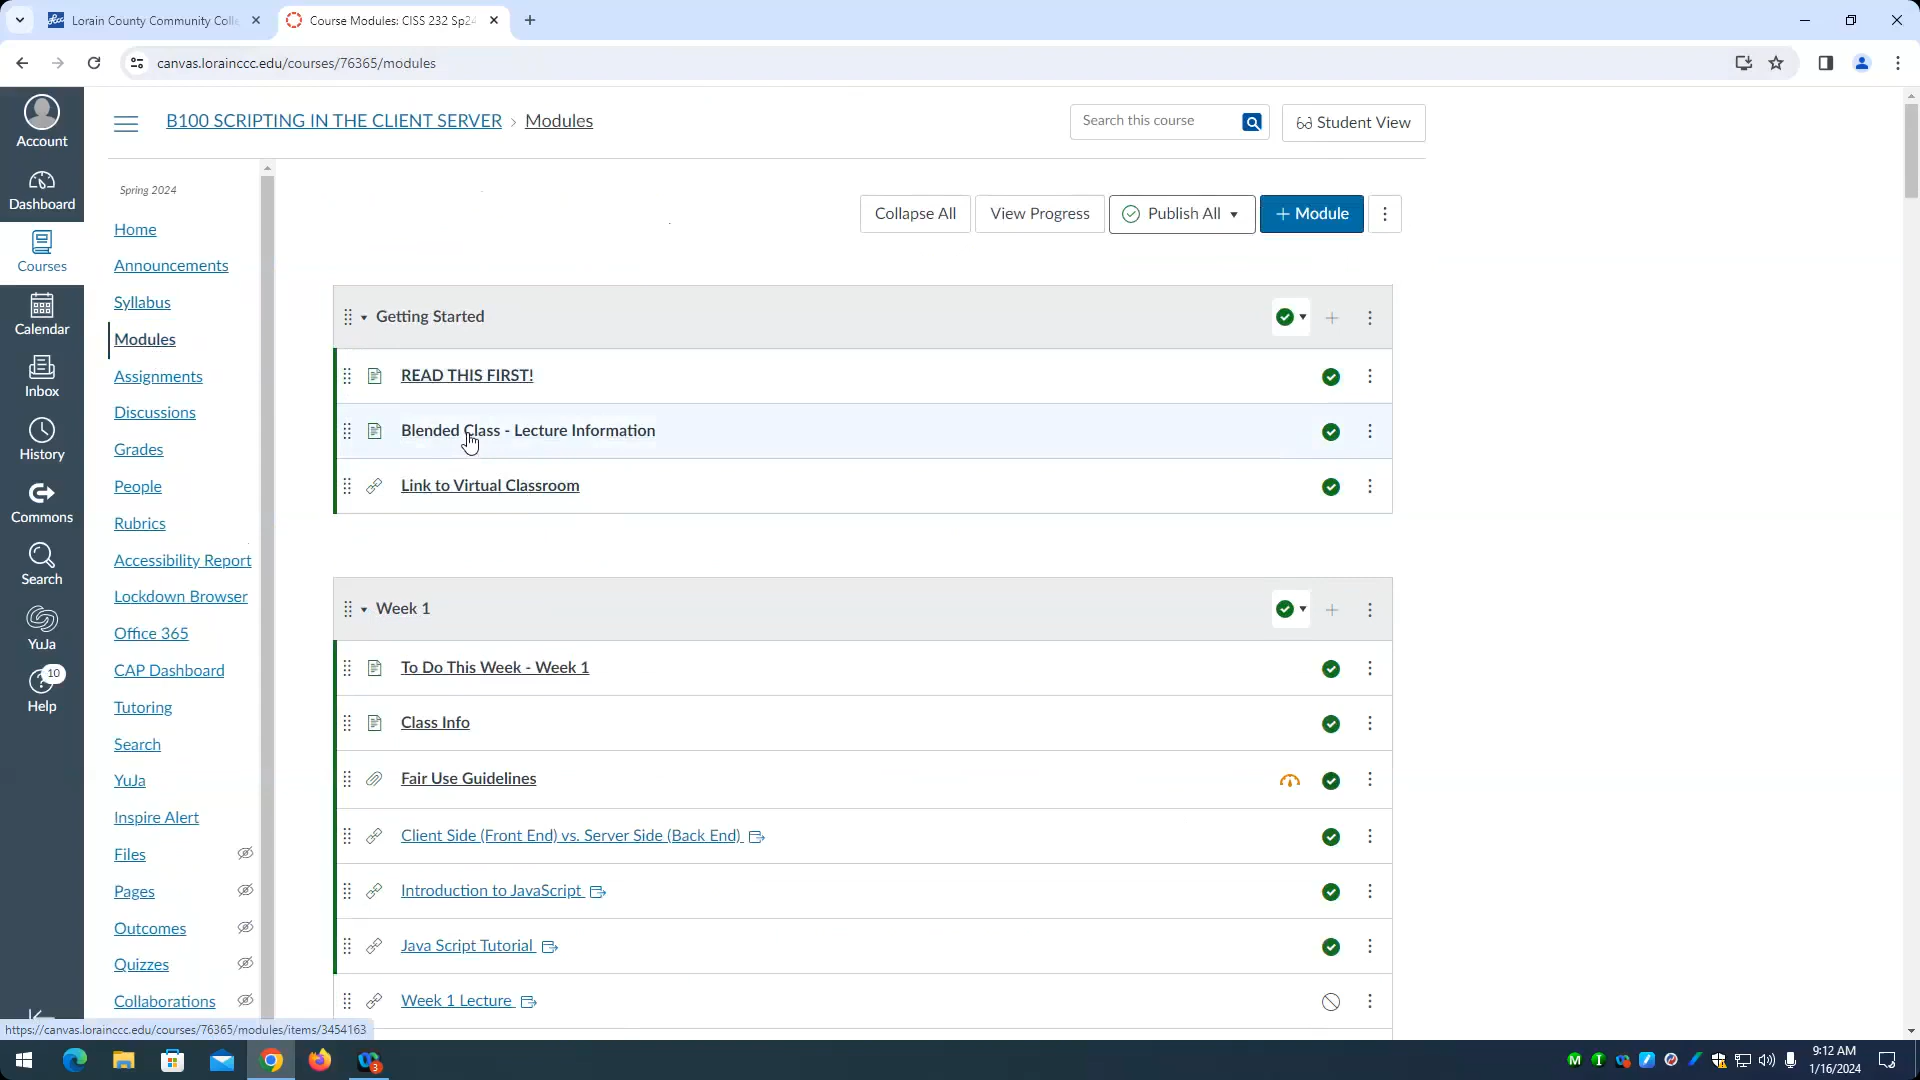 Lorain County Community Colle
Course Modules: CISS 232 Sp24
canvas.lorainccc.edu/courses/76365/modules
Account
Dashboard
Courses
Calendar
Inbox
History
Commons
Search
YuJa
10
Help
B100 SCRIPTING IN THE CLIENT SERVER › Modules
Search this course
Student View
Spring 2024
Home
Announcements
Syllabus
Modules
Assignments
Discussions
Grades
People
Rubrics
Accessibility Report
Lockdown Browser
Office 365
CAP Dashboard
Tutoring
Search
YuJa
Inspire Alert
Files
Pages
Outcomes
Quizzes
Collaborations
Collapse All
View Progress
Publish All
+ Module
Getting Started
READ THIS FIRST!
Blended Class - Lecture Information
Link to Virtual Classroom
Week 1
To Do This Week - Week 1
Class Info
Fair Use Guidelines
Client Side (Front End) vs. Server Side (Back End)
Introduction to JavaScript
Java Script Tutorial
Week 1 Lecture
https://canvas.lorainccc.edu/courses/76365/modules/items/3454163
3
9:12 AM
1/16/2024